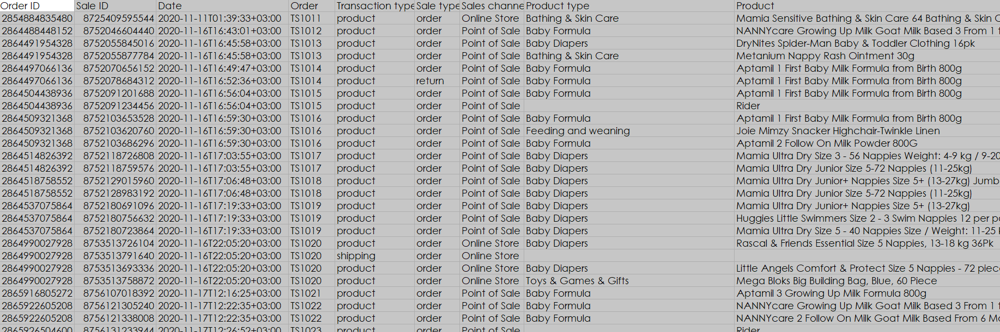 Order ID Sale ID Date Order Transaction type Sale type Sales channe Product type Product
2854884835480 8725409595544 2020-11-11T01:39:33+03:00 TS1011 product order Online Store Bathing & Skin Care Mamia Sensitive Bathing & Skin Care 64 Bathing & Skin C
2864488448152 8752046604440 2020-11-16T16:43:01+03:00 TS1012 product order Point of Sale Baby Formula NANNYcare Growing Up Milk Goat Milk Based 3 From 1
2864491954328 8752055845016 2020-11-16T16:45:58+03:00 TS1013 product order Point of Sale Baby Diapers DryNites Spider-Man Baby & Toddler Clothing 16pk
2864491954328 8752055877784 2020-11-16T16:45:58+03:00 TS1013 product order Point of Sale Bathing & Skin Care Metanium Nappy Rash Ointment 30g
2864497066136 8752070656152 2020-11-16T16:49:47+03:00 TS1014 product order Point of Sale Baby Formula Aptamil 1 First Baby Milk Formula from Birth 800g
2864497066136 8752078684312 2020-11-16T16:52:36+03:00 TS1014 product return Point of Sale Baby Formula Aptamil 1 First Baby Milk Formula from Birth 800g
2864504438936 8752091201688 2020-11-16T16:56:04+03:00 TS1015 product order Point of Sale Baby Formula Aptamil 1 First Baby Milk Formula from Birth 800g
2864504438936 8752091234456 2020-11-16T16:56:04+03:00 TS1015 product order Point of Sale Rider
2864509321368 8752103653528 2020-11-16T16:59:30+03:00 TS1016 product order Point of Sale Baby Formula Aptamil 1 First Baby Milk Formula from Birth 800g
2864509321368 8752103620760 2020-11-16T16:59:30+03:00 TS1016 product order Point of Sale Feeding and weaning Joie Mimzy Snacker Highchair-Twinkle Linen
2864509321368 8752103686296 2020-11-16T16:59:30+03:00 TS1016 product order Point of Sale Baby Formula Aptamil 2 Follow On Milk Powder 800G
2864514826392 8752118726808 2020-11-16T17:03:55+03:00 TS1017 product order Point of Sale Baby Diapers Mamia Ultra Dry Size 3 - 56 Nappies Weight: 4-9 kg / 9-20
2864514826392 8752118759576 2020-11-16T17:03:55+03:00 TS1017 product order Point of Sale Baby Diapers Mamia Ultra Dry Junior Size 5-72 Nappies (11-25kg)
2864518758552 8752129015960 2020-11-16T17:06:48+03:00 TS1018 product order Point of Sale Baby Diapers Mamia Ultra Dry Junior+ Nappies Size 5+ (13-27kg) Jumb
2864518758552 8752128983192 2020-11-16T17:06:48+03:00 TS1018 product order Point of Sale Baby Diapers Mamia Ultra Dry Junior Size 5-72 Nappies (11-25kg)
2864537075864 8752180691096 2020-11-16T17:19:33+03:00 TS1019 product order Point of Sale Baby Diapers Mamia Ultra Dry Junior+ Nappies Size 5+ (13-27kg)
2864537075864 8752180756632 2020-11-16T17:19:33+03:00 TS1019 product order Point of Sale Baby Diapers Huggies Little Swimmers Size 2 - 3 Swim Nappies 12 per pa
2864537075864 8752180723864 2020-11-16T17:19:33+03:00 TS1019 product order Point of Sale Baby Diapers Mamia Ultra Dry Size 5 - 40 Nappies Size / Weight: 11-25
2864990027928 8753513726104 2020-11-16T22:05:20+03:00 TS1020 product order Online Store Baby Diapers Rascal & Friends Essential Size 5 Nappies, 13-18 kg 36Pk
2864990027928 8753513791640 2020-11-16T22:05:20+03:00 TS1020 shipping order Online Store
2864990027928 8753513693336 2020-11-16T22:05:20+03:00 TS1020 product order Online Store Baby Diapers Little Angels Comfort & Protect Size 5 Nappies - 72 piec
2864990027928 8753513758872 2020-11-16T22:05:20+03:00 TS1020 product order Online Store Toys & Games & Gifts Mega Bloks Big Building Bag, Blue, 60 Piece
2865916805272 8756107018392 2020-11-17T12:16:25+03:00 TS1021 product order Point of Sale Baby Formula Aptamil 3 Growing Up Milk Formula 800g
2865922605208 8756121305240 2020-11-17T12:22:35+03:00 TS1022 product order Point of Sale Baby Formula NANNYcare Growing Up Milk Goat Milk Based 3 From 1
2865922605208 8756121338008 2020-11-17T12:22:35+03:00 TS1022 product order Point of Sale Baby Formula NANNYcare 2 Follow On Milk Goat Milk Based From 6 Mo
2865926504600 8756131233944 2020-11-17T12:26:52+03:00 TS1023 product order Point of Sale Rider